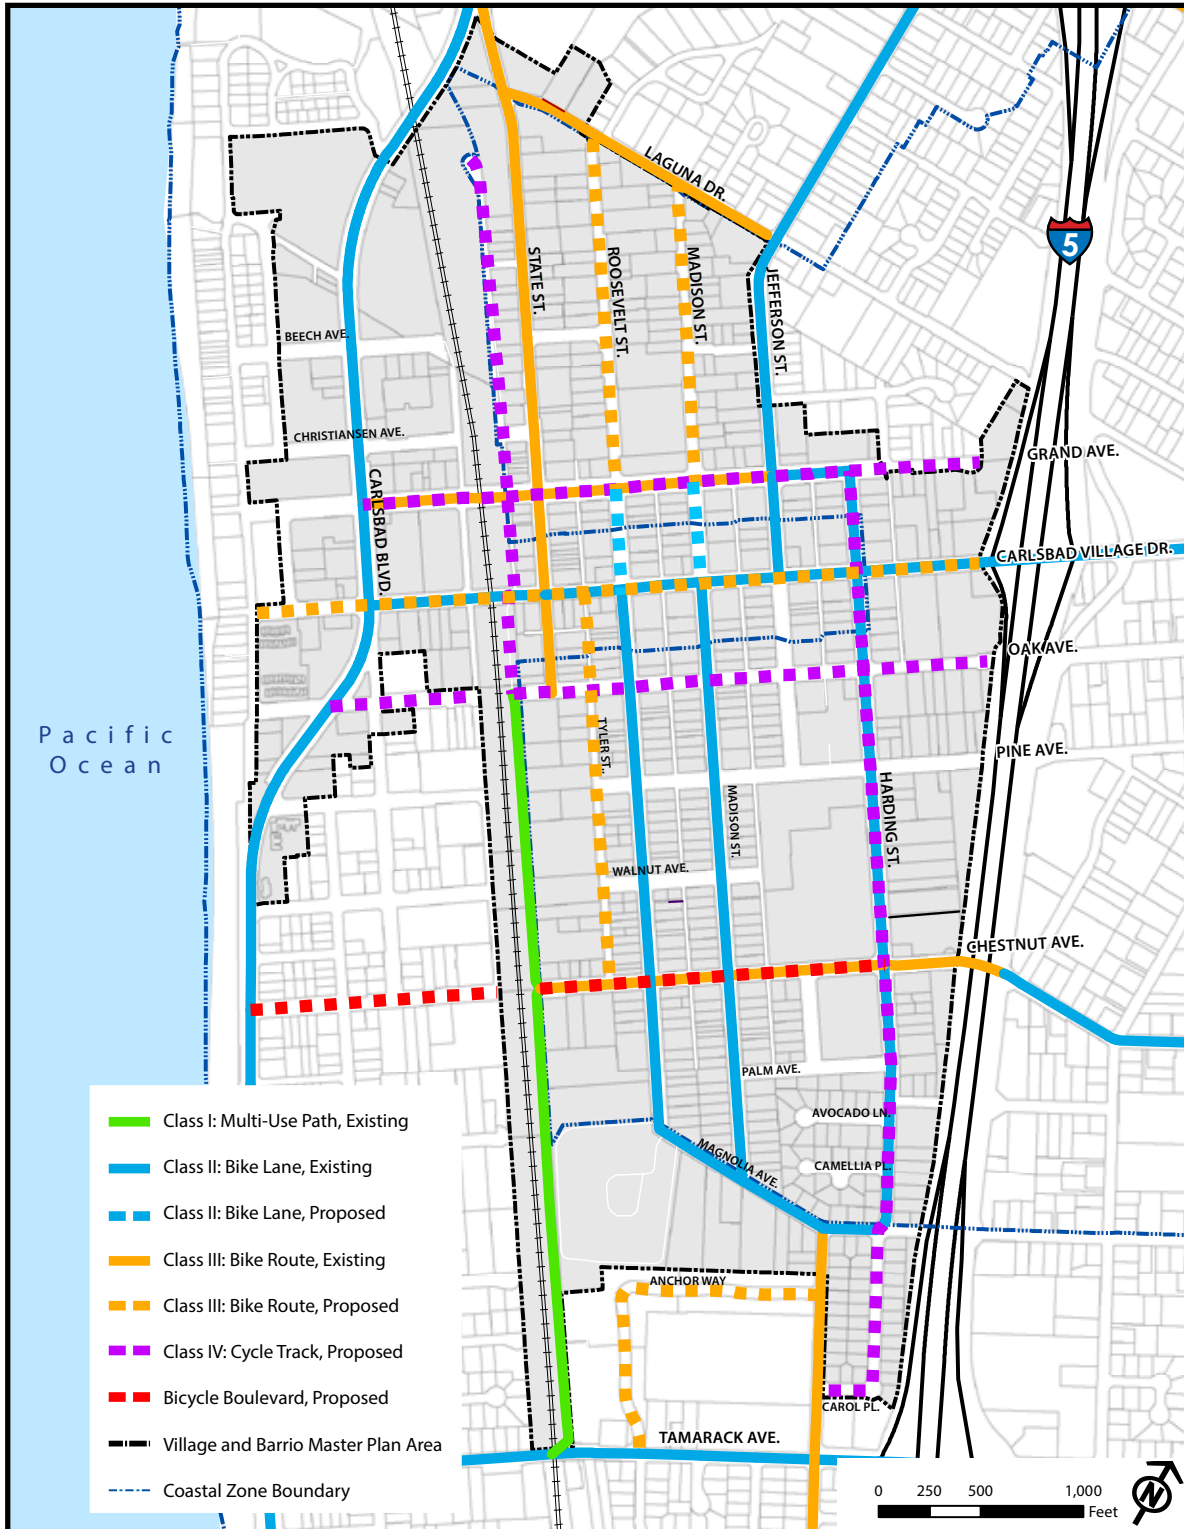 LAGUNA DR.
5
STATE ST.
ROOSEVELT ST.
MADISON ST.
JEFFERSON ST.
BEECH AVE.
CHRISTIANSEN AVE.
GRAND AVE.
CARLSBAD BLVD.
CARLSBAD VILLAGE DR.
OAK AVE.
Pacific
Ocean
TYLER ST..
PINE AVE.
MADISON ST.
HARDING ST.
WALNUT AVE.
CHESTNUT AVE.
PALM AVE.
AVOCADO LN.
MAGNOLIA AVE.
CAMELLIA PL.
ANCHOR WAY
CAROL PL.
TAMARACK AVE.
Class I: Multi-Use Path, Existing
Class II: Bike Lane, Existing
Class II: Bike Lane, Proposed
Class III: Bike Route, Existing
Class III: Bike Route, Proposed
Class IV: Cycle Track, Proposed
Bicycle Boulevard, Proposed
Village and Barrio Master Plan Area
Coastal Zone Boundary
0 250 500 1,000
Feet
N